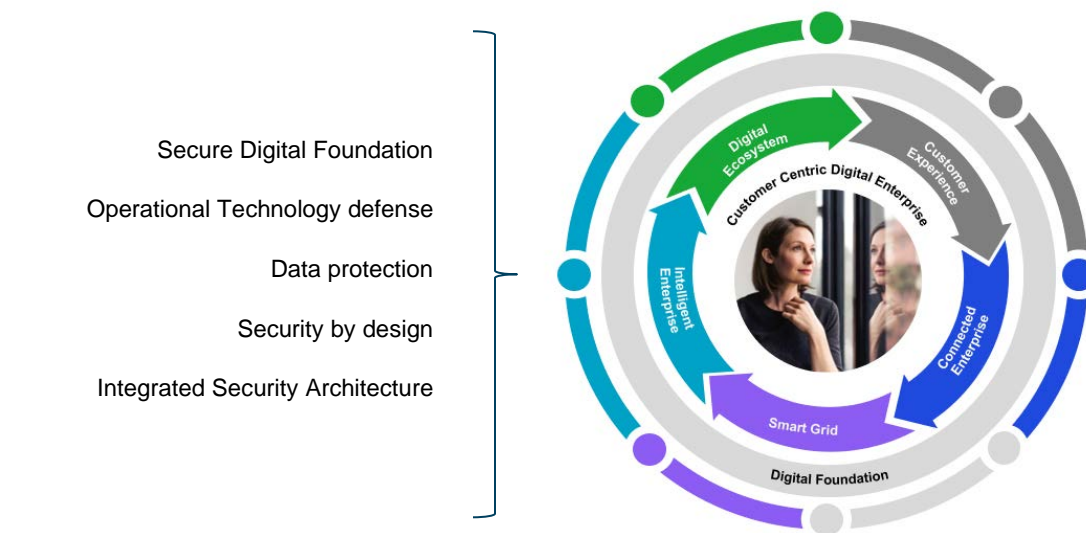 Secure Digital Foundation
Operational Technology defense
Data protection
Security by design
Integrated Security Architecture
Digital
Ecosystem
Customer
Experience
Customer Centric Digital Enterprise
Intelligent
Enterprise
Connected
Enterprise
Smart Grid
Digital Foundation